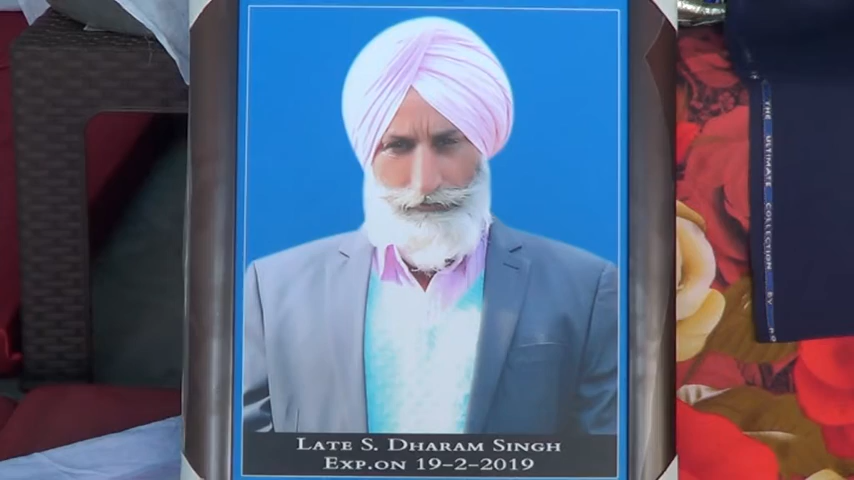 LATE S. DHARAM SINGH
EXP.ON 19-2-2019
THE ULTIMATE COLLECTION BY